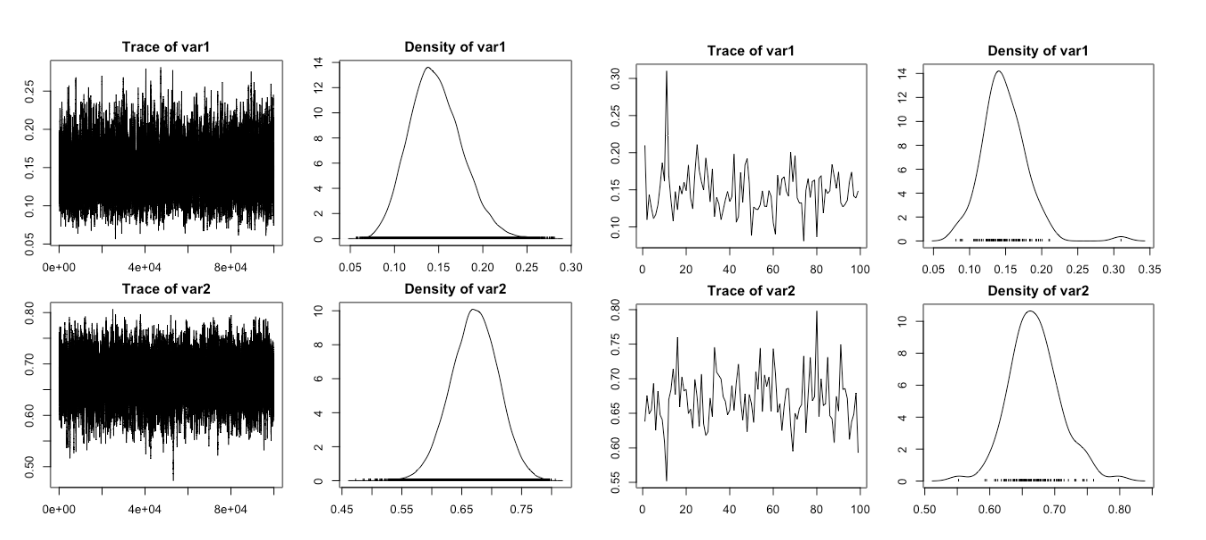 Trace of var1
0.05 0.10 0.15 0.20 0.25
0e+00 4e+04 8e+04
Density of var1
0 2 4 6 8 10 12 14
0.05 0.10 0.15 0.20 0.25 0.30
Trace of var1
0.10 0.15 0.20 0.25 0.30
0 20 40 60 80 100
Density of var1
0 2 4 6 8 10 12 14
0.05 0.10 0.15 0.20 0.25 0.30 0.35
Trace of var2
0.50 0.60 0.70 0.80
0e+00 4e+04 8e+04
Density of var2
0 2 4 6 8 10
0.45 0.55 0.65 0.75
Trace of var2
0.55 0.60 0.65 0.70 0.75 0.80
0 20 40 60 80 100
Density of var2
0 2 4 6 8 10
0.50 0.60 0.70 0.80